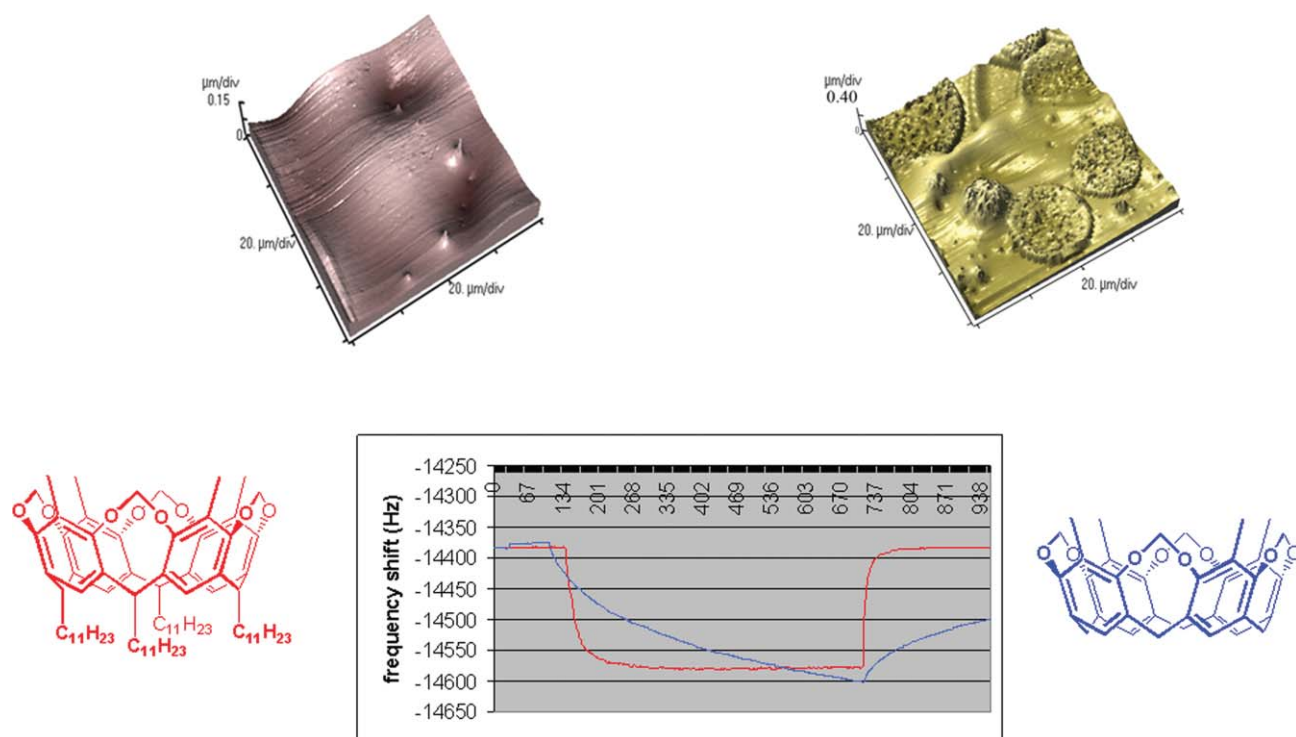 µm/div
0.15
0
20. µm/div
20. µm/div
µm/div
0.40
0
20. µm/div
20. µm/div
O O O O O O O O
C11H23
C11H23
C11H23
C11H23
frequency shift (Hz)
-14250
-14300
-14350
-14400
-14450
-14500
-14550
-14600
-14650
0 67 134 201 268 335 402 469 536 603 670 737 804 871 938
O O O O O O O O